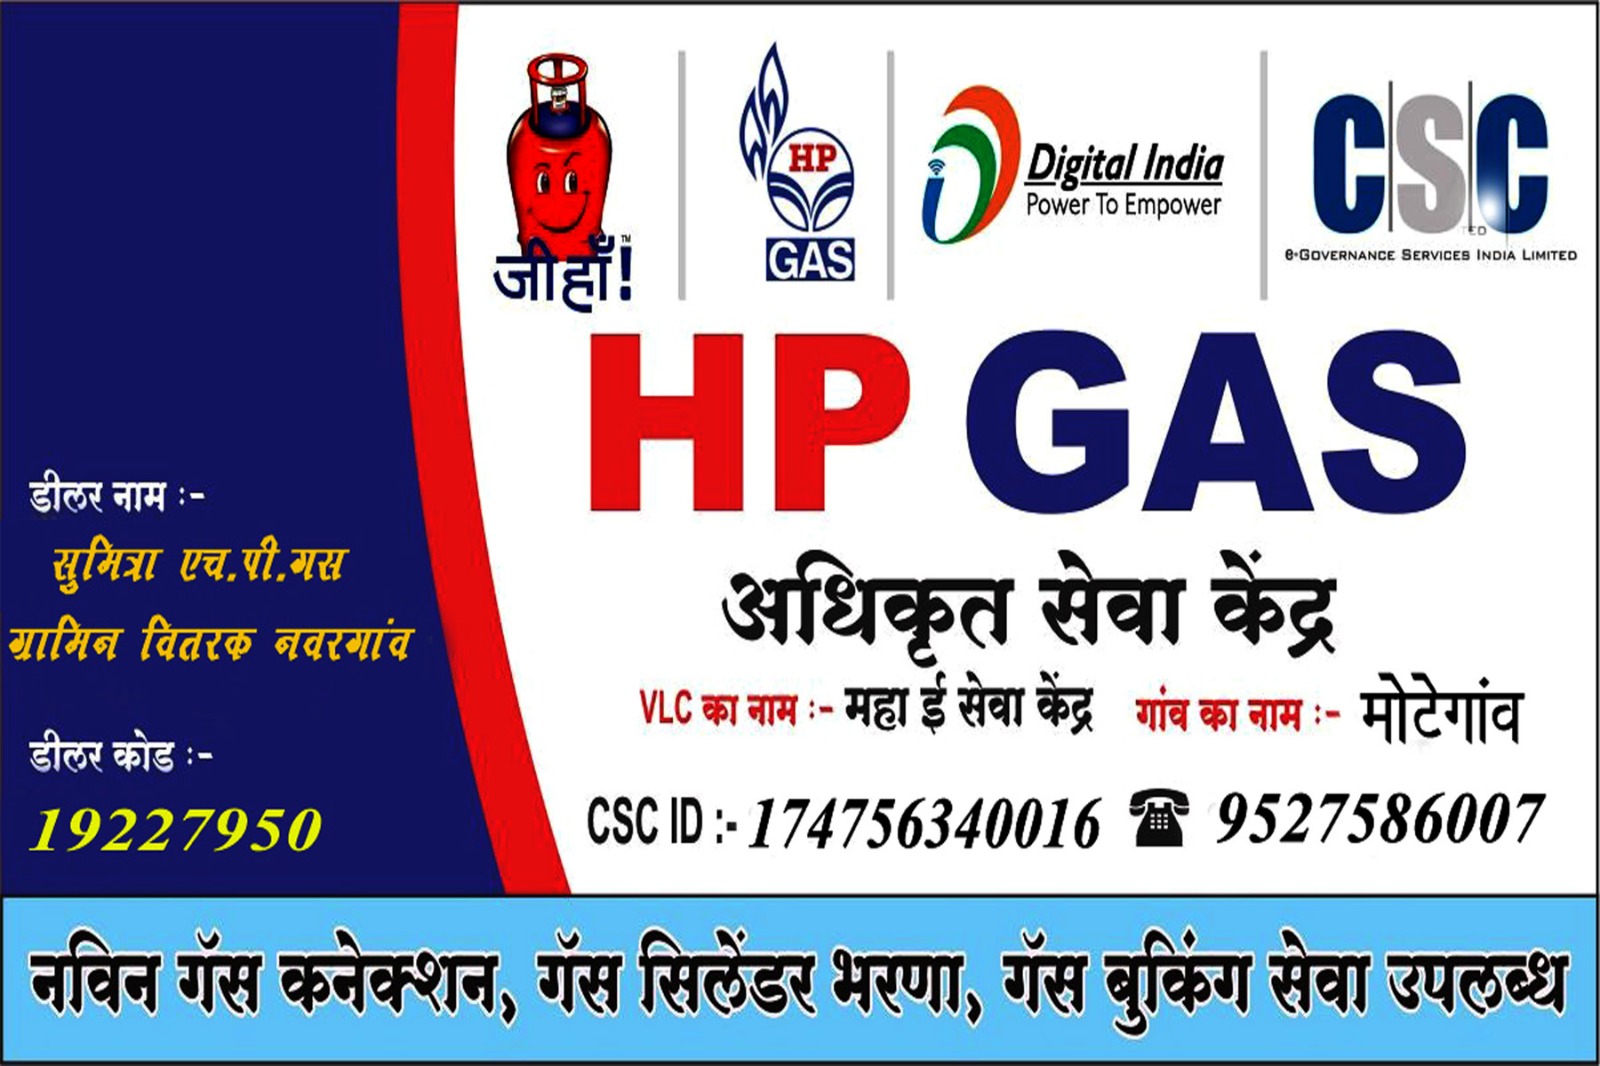 जी हाँ!
TM
HP
GAS
Digital India
Power To Empower
CSC
TED
e-GOVERNANCE SERVICES INDIA LIMITED
HP GAS
अधिकृत सेवा केंद्र
VLC का नाम :- महा ई सेवा केंद्र गांव का नाम :- मोटेगांव
CSC ID :- 174756340016 ☎ 9527586007
डीलर नाम :-
सुमित्रा एच.पी.गस
ग्रामिन वितरक नवरगांव
डीलर कोड :-
19227950
नविन गॅस कनेक्शन, गॅस सिलेंडर भरणा, गॅस बुकिंग सेवा उपलब्ध